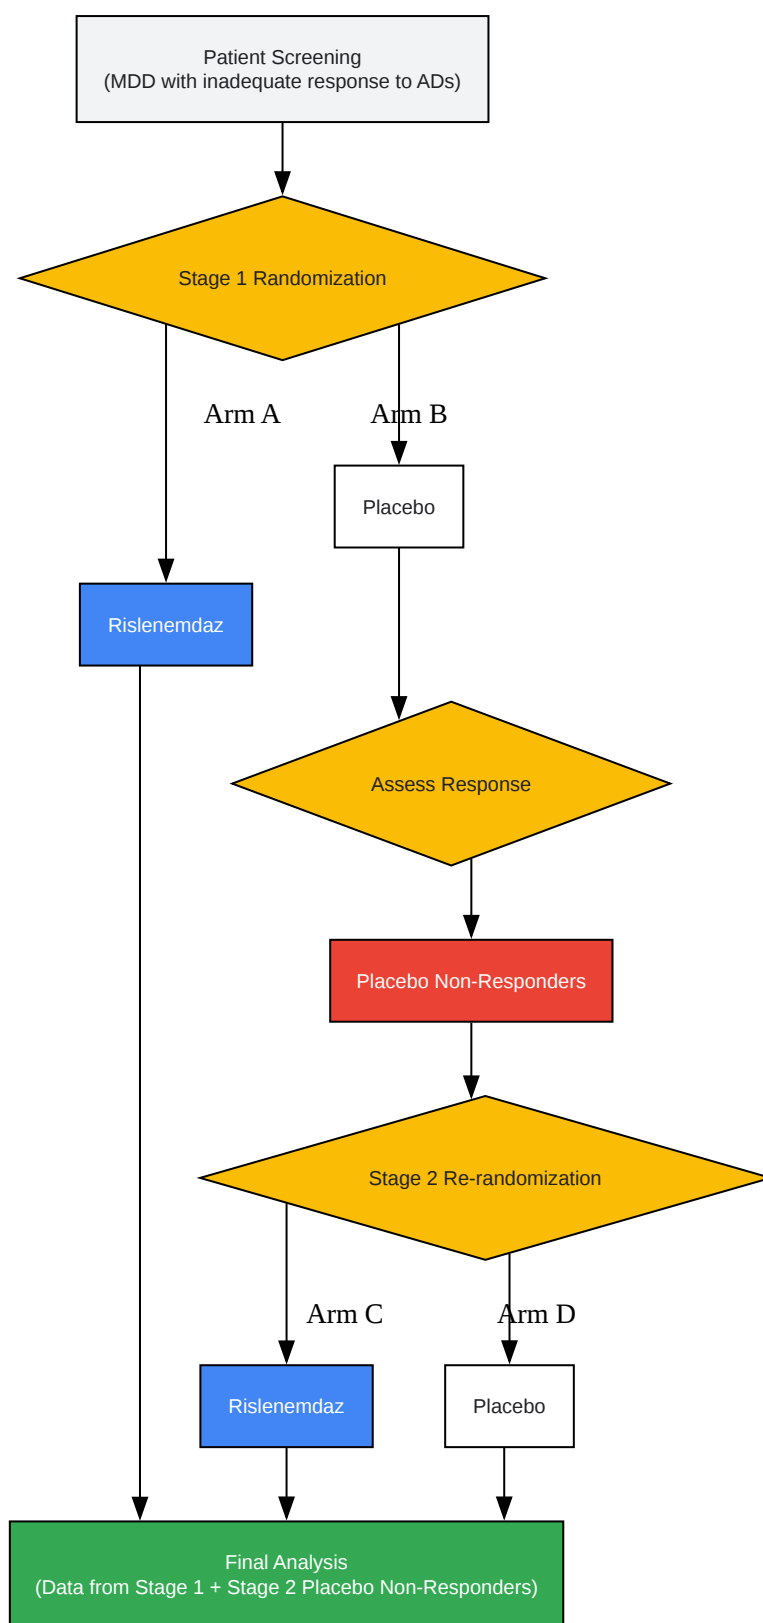 Patient Screening
(MDD with inadequate response to ADs)
Stage 1 Randomization
Arm A
Arm B
Placebo
Rislenemdaz
Assess Response
Placebo Non-Responders
Stage 2 Re-randomization
Arm C
Arm D
Rislenemdaz
Placebo
Final Analysis
(Data from Stage 1 + Stage 2 Placebo Non-Responders)